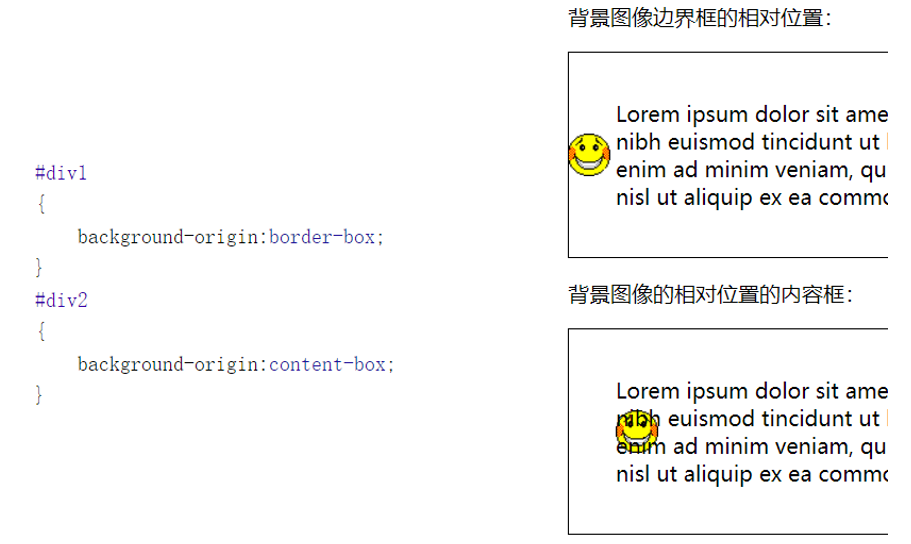 #div1
{
background-origin:border-box;
}
#div2
{
background-origin:content-box;
}
背景图像边界框的相对位置：
Lorem ipsum dolor sit ame
nibh euismod tincidunt ut
enim ad minim veniam, qu
nisl ut aliquip ex ea commo
背景图像的相对位置的内容框：
Lorem ipsum dolor sit ame
nibh euismod tincidunt ut
enim ad minim veniam, qu
nisl ut aliquip ex ea commo